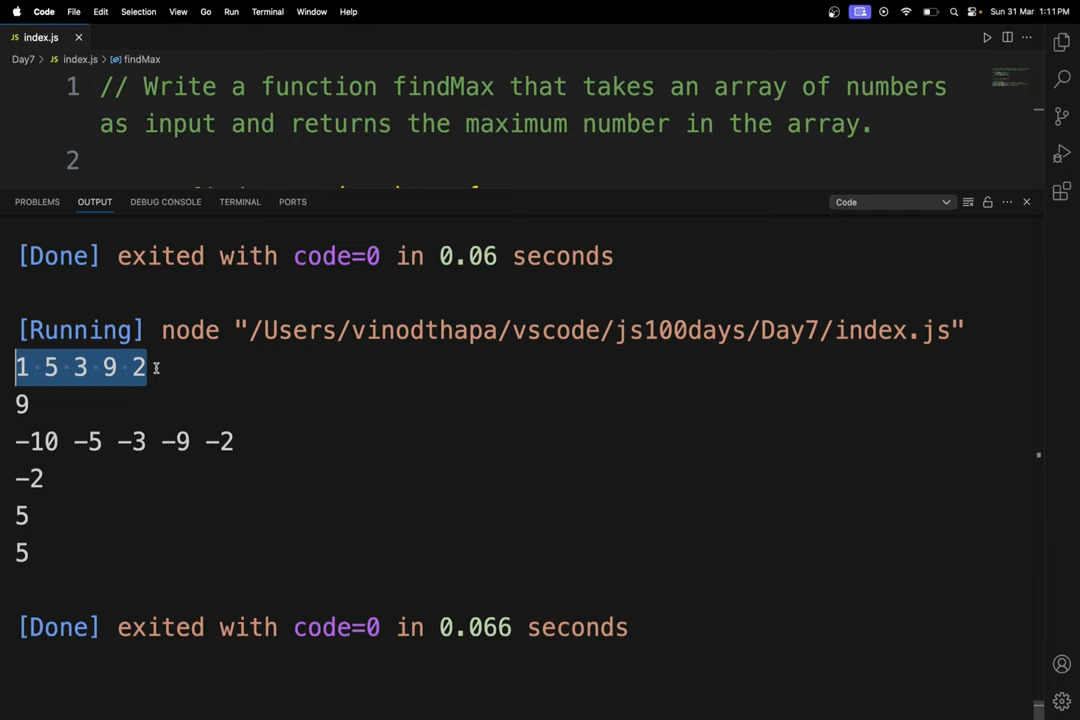 Code File Edit Selection View Go Run Terminal Window Help Sun 31 Mar 1:11 PM
JS index.js
Day7 > JS index.js > findMax
1 // Write a function findMax that takes an array of numbers
as input and returns the maximum number in the array.
2
PROBLEMS OUTPUT DEBUG CONSOLE TERMINAL PORTS Code
[Done] exited with code=0 in 0.06 seconds
[Running] node "/Users/vinodthapa/vscode/js100days/Day7/index.js"
1 5 3 9 2
9
-10 -5 -3 -9 -2
-2
5
5
[Done] exited with code=0 in 0.066 seconds